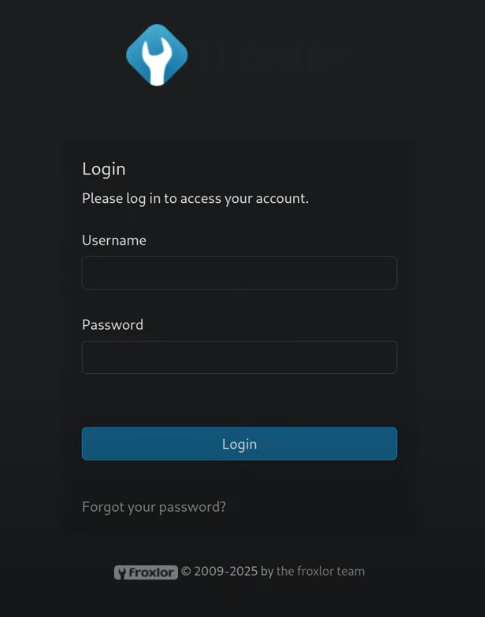 Froxlor
Login
Please log in to access your account.
Username
Password
Login
Forgot your password?
froxlor © 2009-2025 by the froxlor team